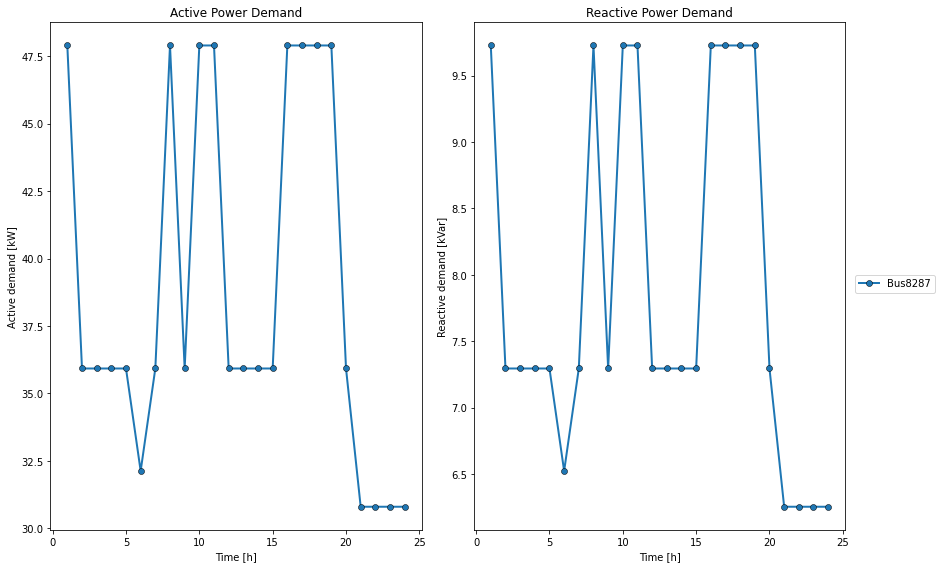 Active Power Demand
Active demand [kW]
47.5
45.0
42.5
40.0
37.5
35.0
32.5
30.0
0 5 10 15 20 25
Time [h]
Reactive Power Demand
Reactive demand [kVar]
9.5
9.0
8.5
8.0
7.5
7.0
6.5
0 5 10 15 20 25
Time [h]
Bus8287